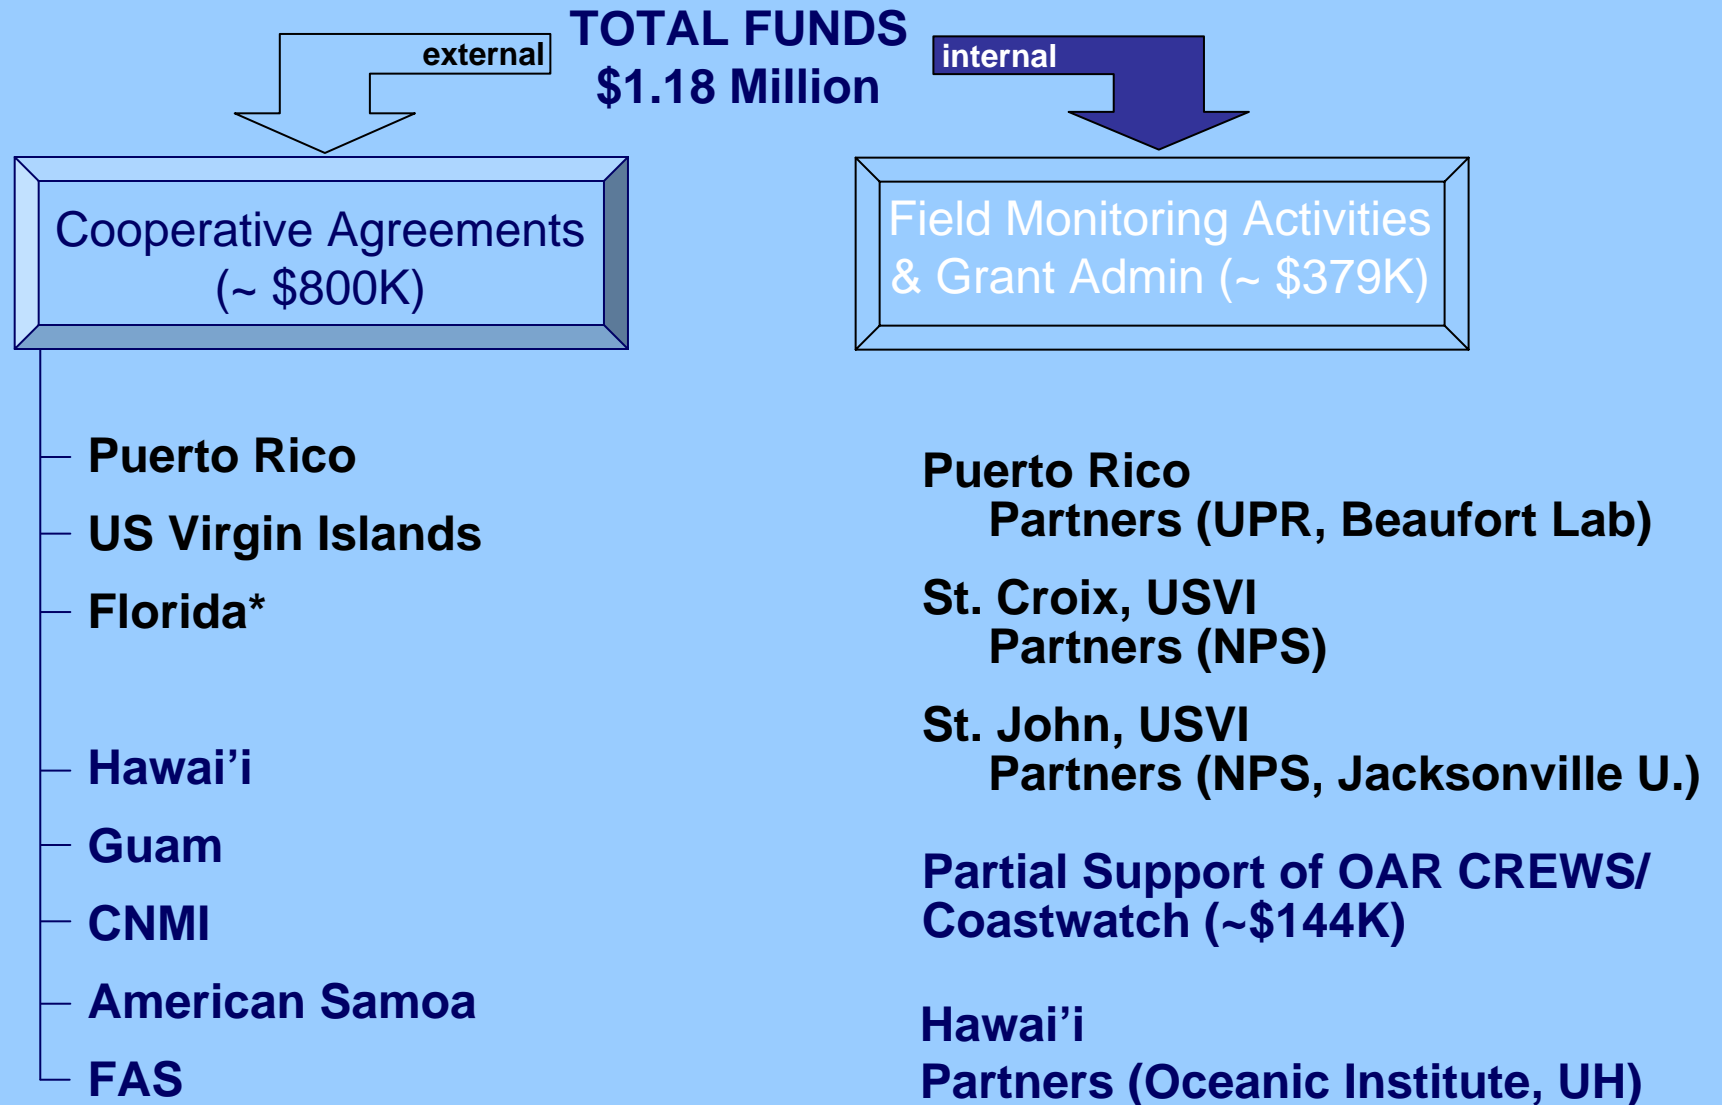 TOTAL FUNDS
$1.18 Million
external
internal
Cooperative Agreements
(~ $800K)
Puerto Rico
US Virgin Islands
Florida*
Hawai’i
Guam
CNMI
American Samoa
FAS
Field Monitoring Activities
& Grant Admin (~ $379K)
Puerto Rico
Partners (UPR, Beaufort Lab)
St. Croix, USVI
Partners (NPS)
St. John, USVI
Partners (NPS, Jacksonville U.)
Partial Support of OAR CREWS/
Coastwatch (~$144K)
Hawai’i
Partners (Oceanic Institute, UH)